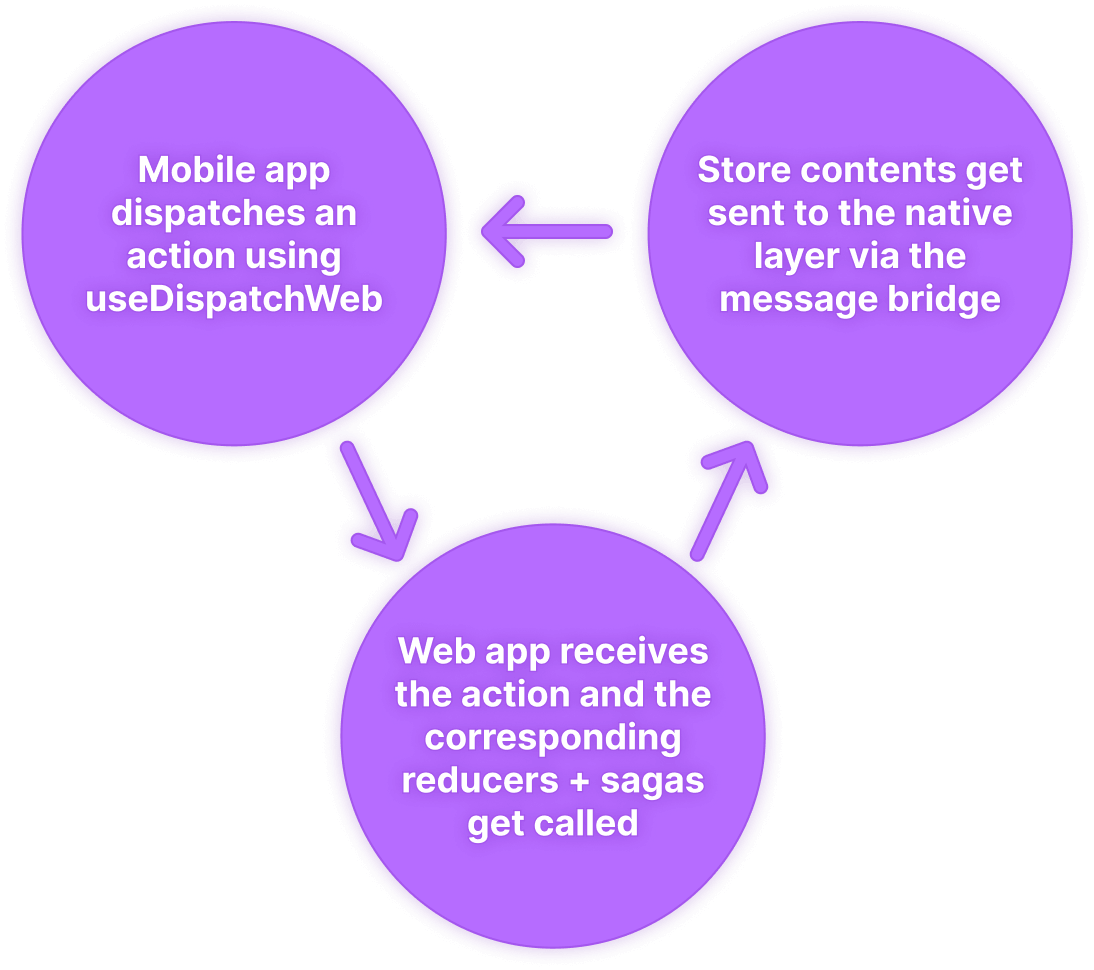 Mobile app
dispatches an
action using
useDispatchWeb
Store contents get
sent to the native
layer via the
message bridge
Web app receives
the action and the
corresponding
reducers + sagas
get called